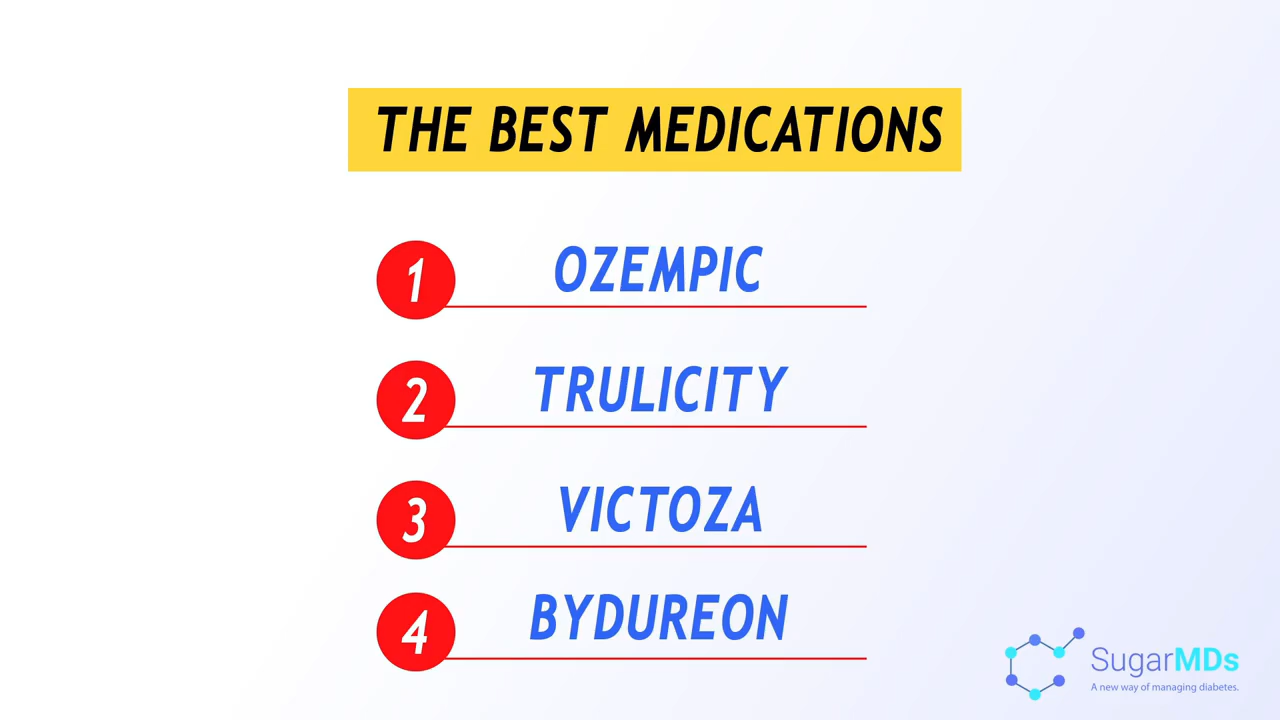 THE BEST MEDICATIONS
1 OZEMPIC
2 TRULICITY
3 VICTOZA
4 BYDUREON
SugarMDs
A new way of managing diabetes.